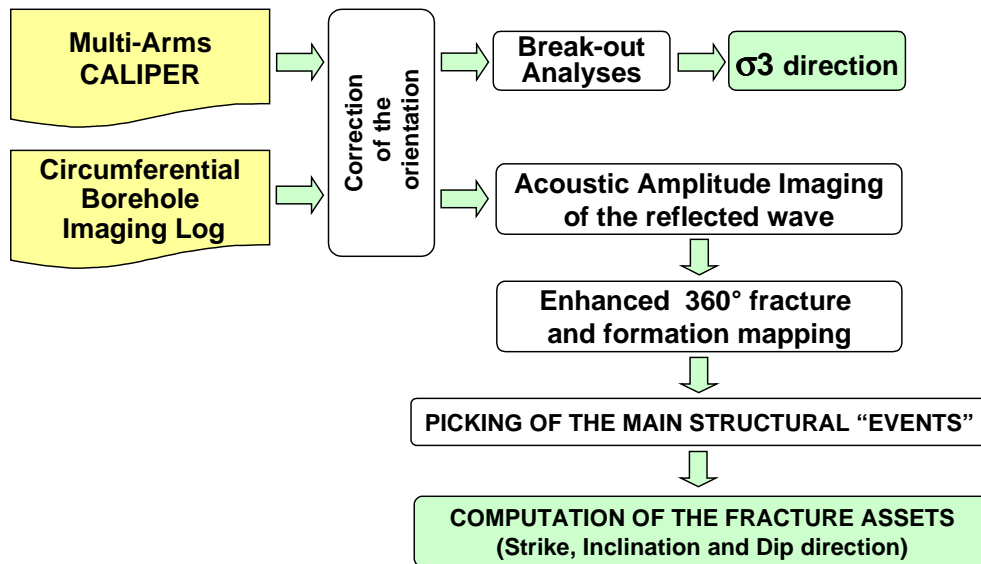 Multi-Arms
CALIPER
Circumferential
Borehole
Imaging Log
Correction
of the
orientation
Break-out
Analyses
σ3 direction
Acoustic Amplitude Imaging
of the reflected wave
Enhanced 360° fracture
and formation mapping
PICKING OF THE MAIN STRUCTURAL “EVENTS”
COMPUTATION OF THE FRACTURE ASSETS
(Strike, Inclination and Dip direction)